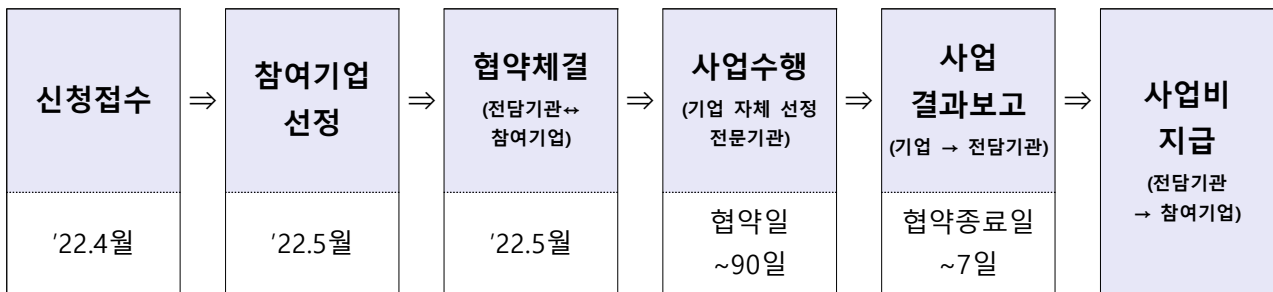 신청접수
⇒
참여기업
선정
⇒
협약체결
(전담기관↔
참여기업)
⇒
사업수행
(기업 자체 선정
전문기관)
⇒
사업
결과보고
(기업 → 전담기관)
⇒
사업비
지급
(전담기관
→ 참여기업)
'22.4월
'22.5월
'22.5월
협약일
~90일
협약종료일
~7일